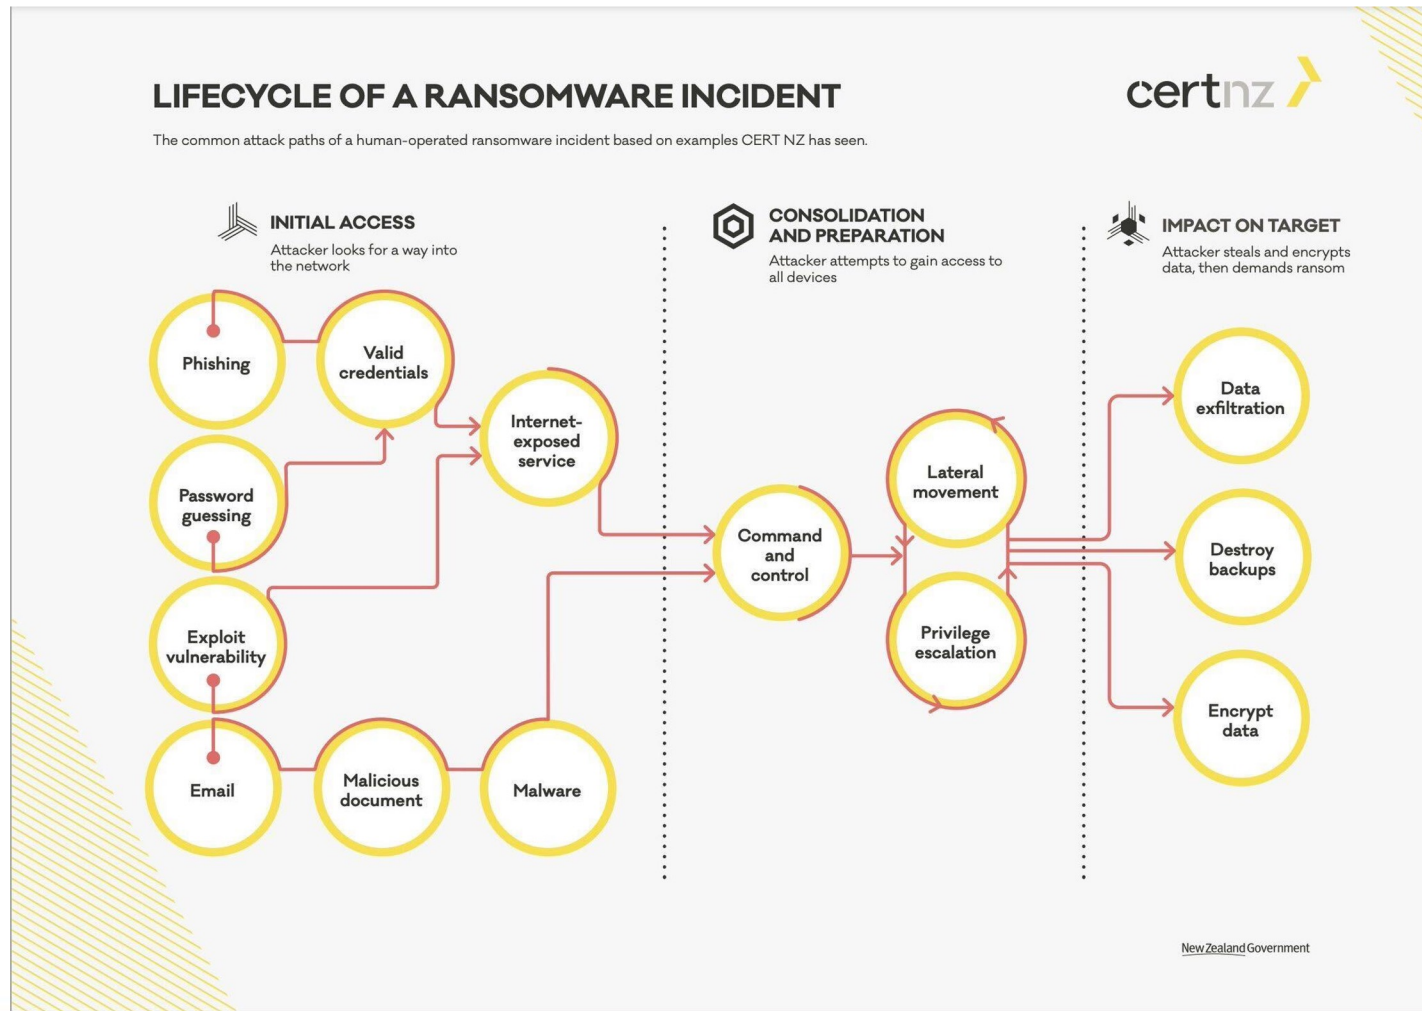 LIFECYCLE OF A RANSOMWARE INCIDENT
certnz
The common attack paths of a human-operated ransomware incident based on examples CERT NZ has seen.
INITIAL ACCESS
Attacker looks for a way into
the network
CONSOLIDATION
AND PREPARATION
Attacker attempts to gain access to
all devices
IMPACT ON TARGET
Attacker steals and encrypts
data, then demands ransom
Phishing
Valid
credentials
Internet-
exposed
service
Password
guessing
Exploit
vulnerability
Email
Malicious
document
Malware
Command
and
control
Lateral
movement
Privilege
escalation
Data
exfiltration
Destroy
backups
Encrypt
data
New Zealand Government